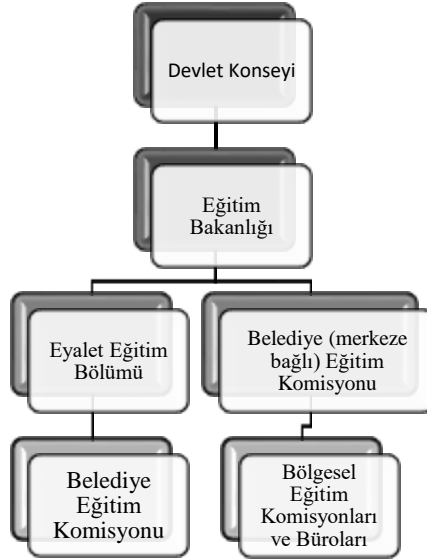 Devlet Konseyi
Eğitim
Bakanlığı
Eyalet Eğitim
Bölümü
Belediye (merkeze
bağlı) Eğitim
Komisyonu
Belediye
Eğitim
Komisyonu
Bölgesel
Eğitim
Komisyonları
ve Büroları